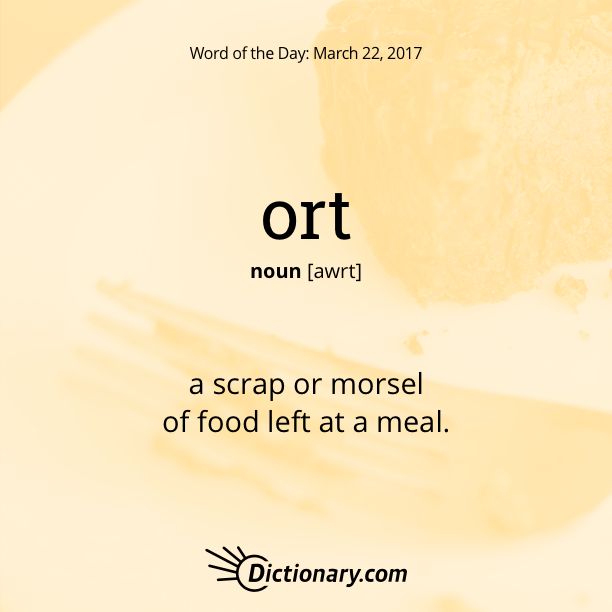 Word of the Day: March 22, 2017
ort
noun [awrt]
a scrap or morsel
of food left at a meal.
Dictionary.com